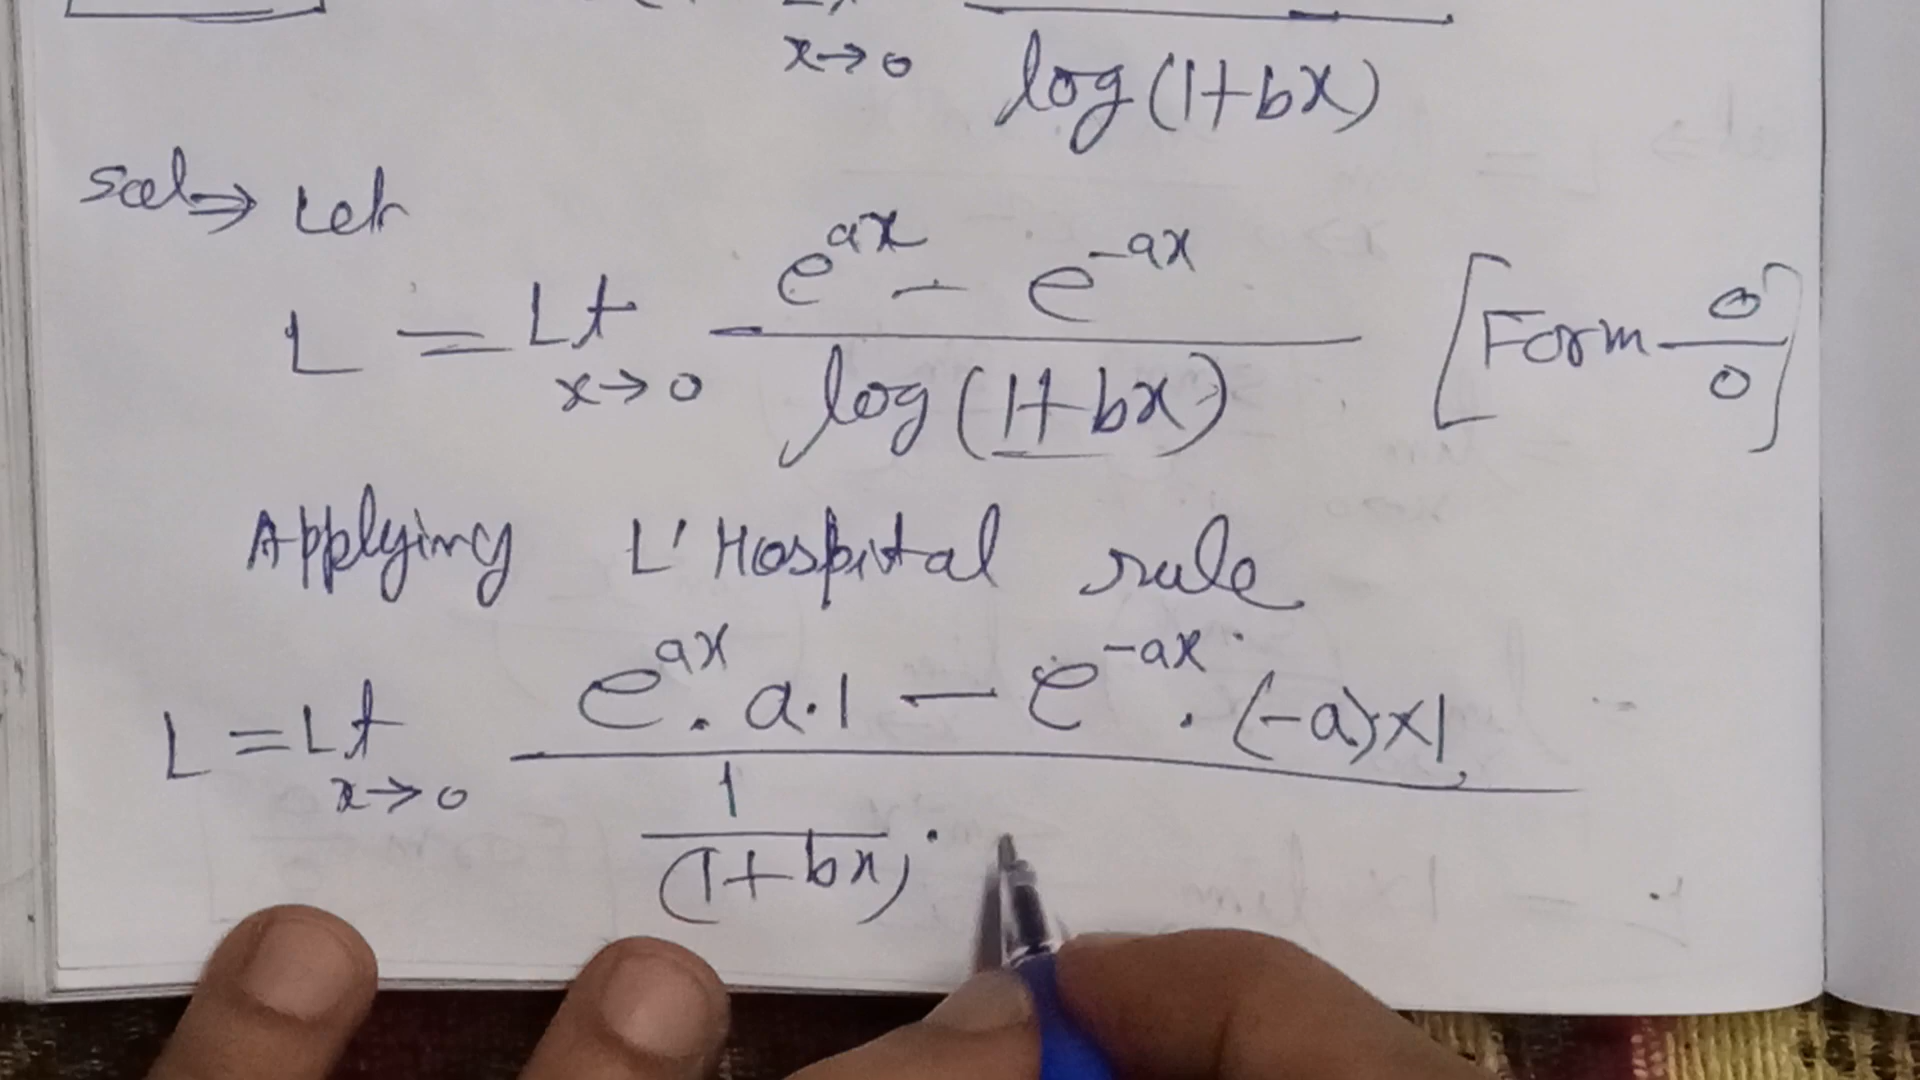 x→0 log(1+bx)
Sol⇒ Let
L = Lt x→0 e^{ax} - e^{-ax} / log(1+bx) [Form 0/0]
Applying L' Hospital rule
L = Lt x→0 e^{ax}. a.1 - e^{-ax}. (-a)×1 / 1/(1+bx) .